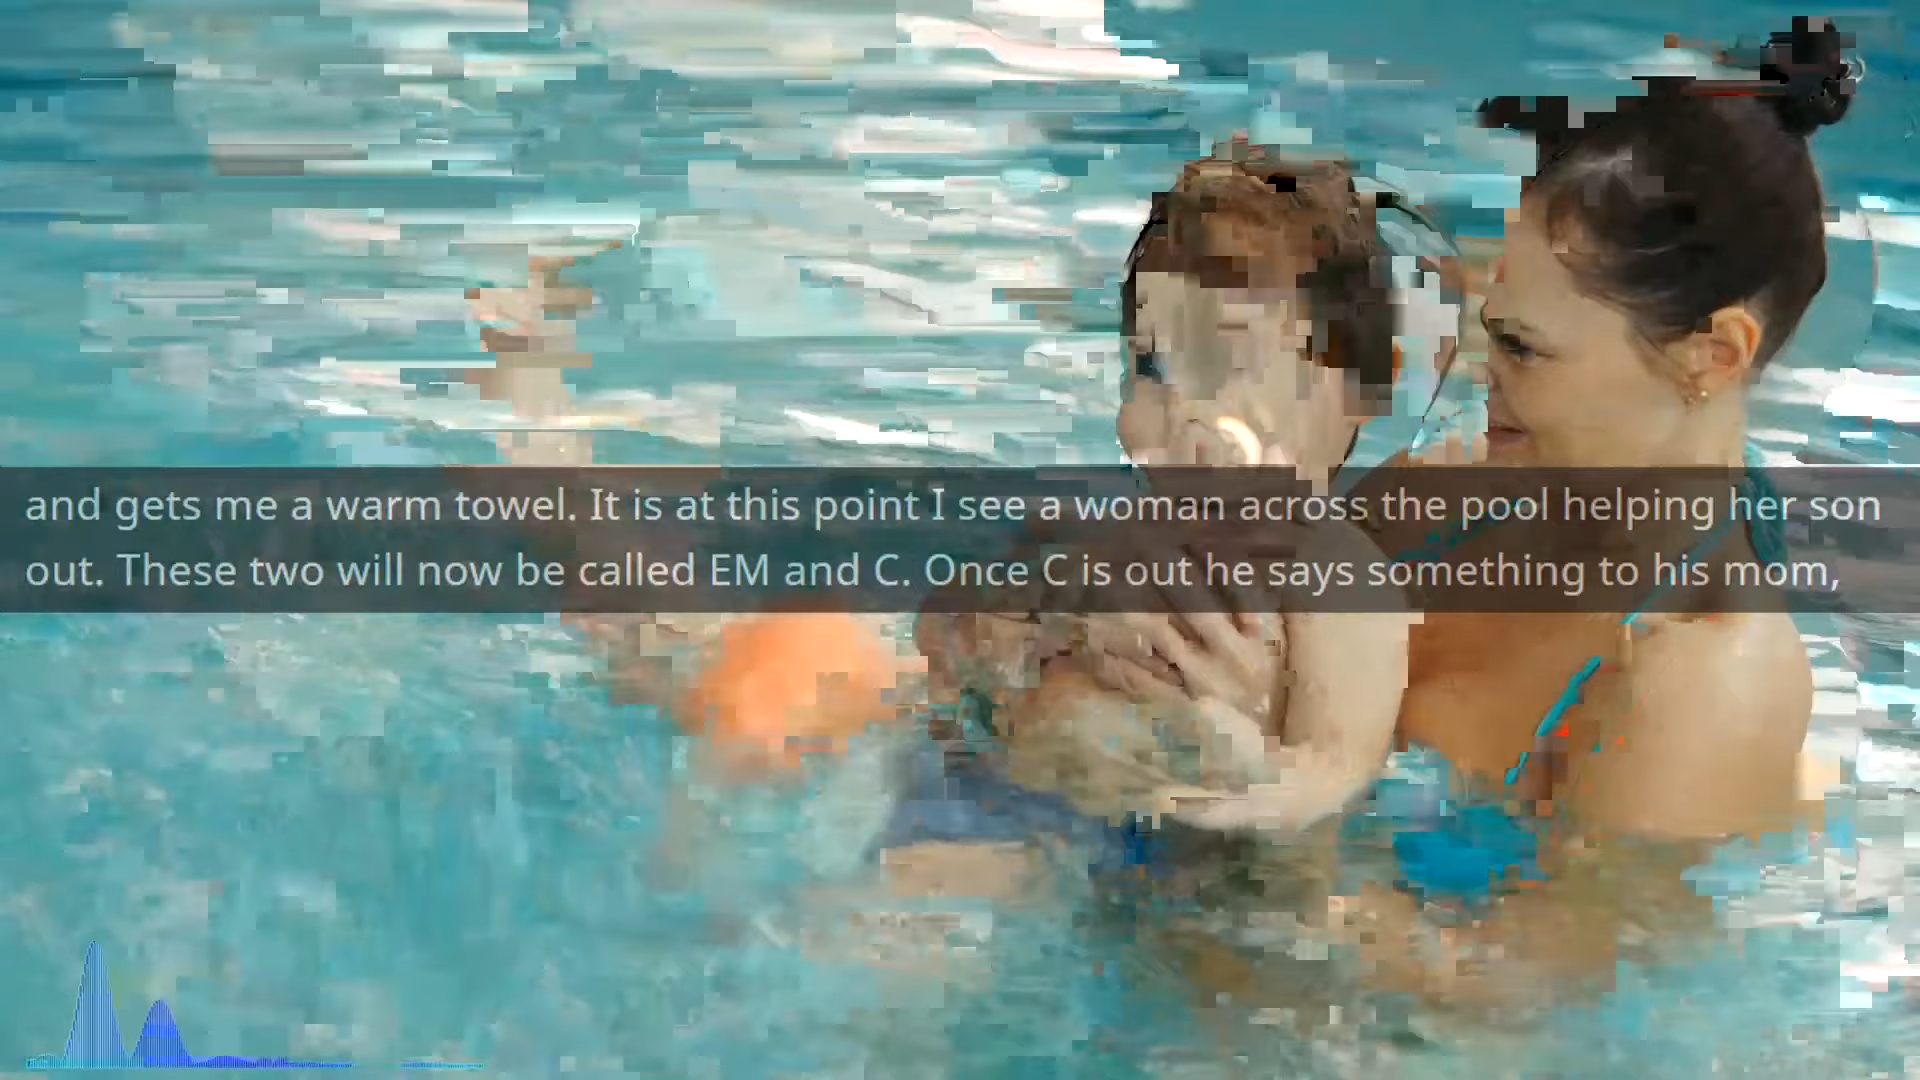 and gets me a warm towel. It is at this point I see a woman across the pool helping her son
out. These two will now be called EM and C. Once C is out he says something to his mom,